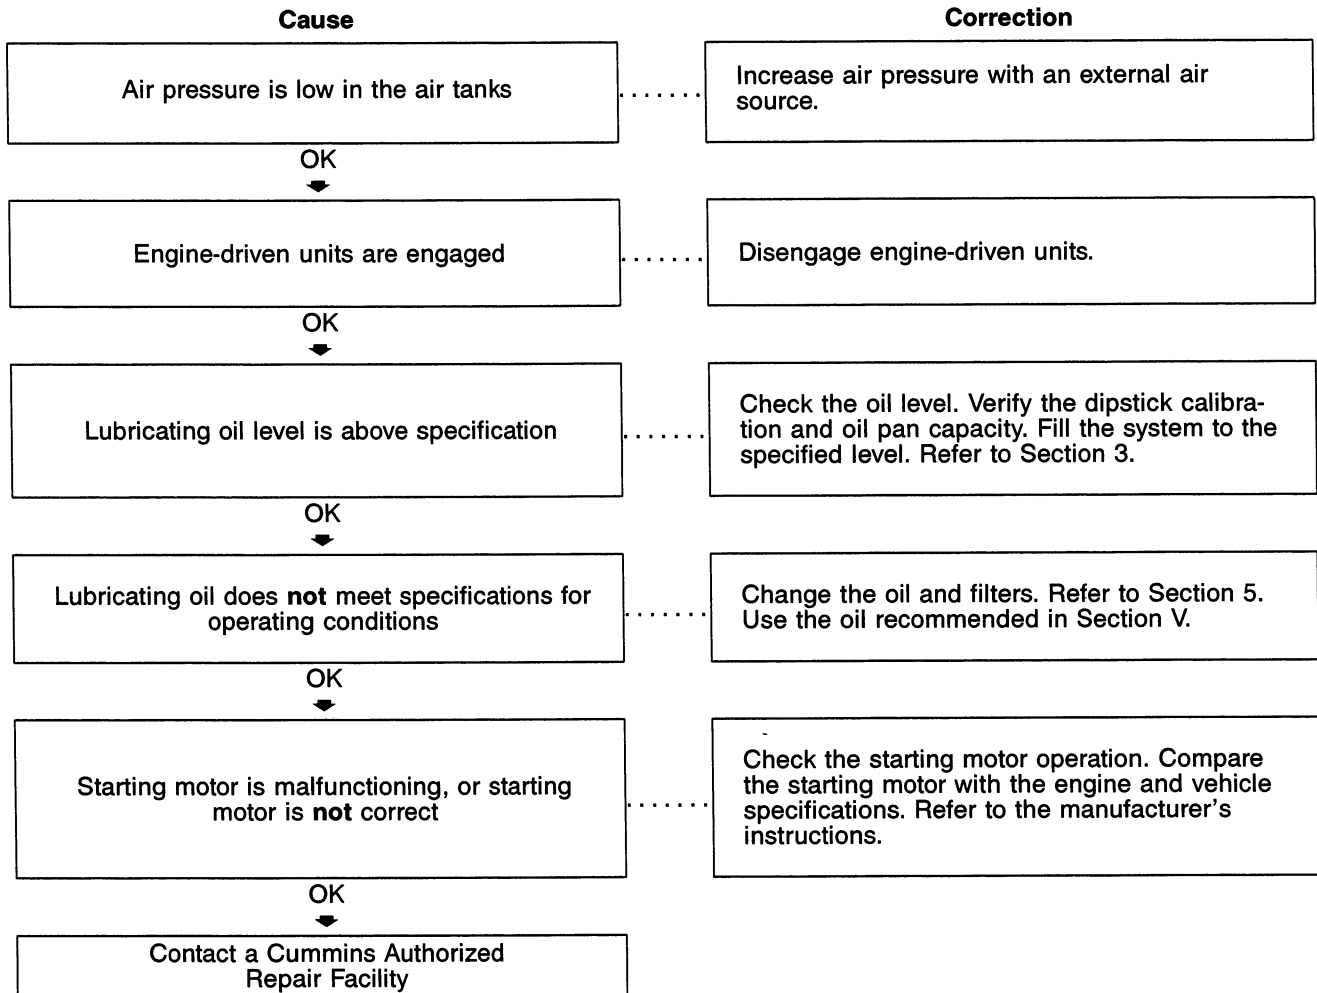 Cause
Correction
Air pressure is low in the air tanks
Increase air pressure with an external air
source.
OK
Engine-driven units are engaged
Disengage engine-driven units.
OK
Lubricating oil level is above specification
Check the oil level. Verify the dipstick calibra-
tion and oil pan capacity. Fill the system to the
specified level. Refer to Section 3.
OK
Lubricating oil does not meet specifications for
operating conditions
Change the oil and filters. Refer to Section 5.
Use the oil recommended in Section V.
OK
Starting motor is malfunctioning, or starting
motor is not correct
Check the starting motor operation. Compare
the starting motor with the engine and vehicle
specifications. Refer to the manufacturer's
instructions.
OK
Contact a Cummins Authorized
Repair Facility